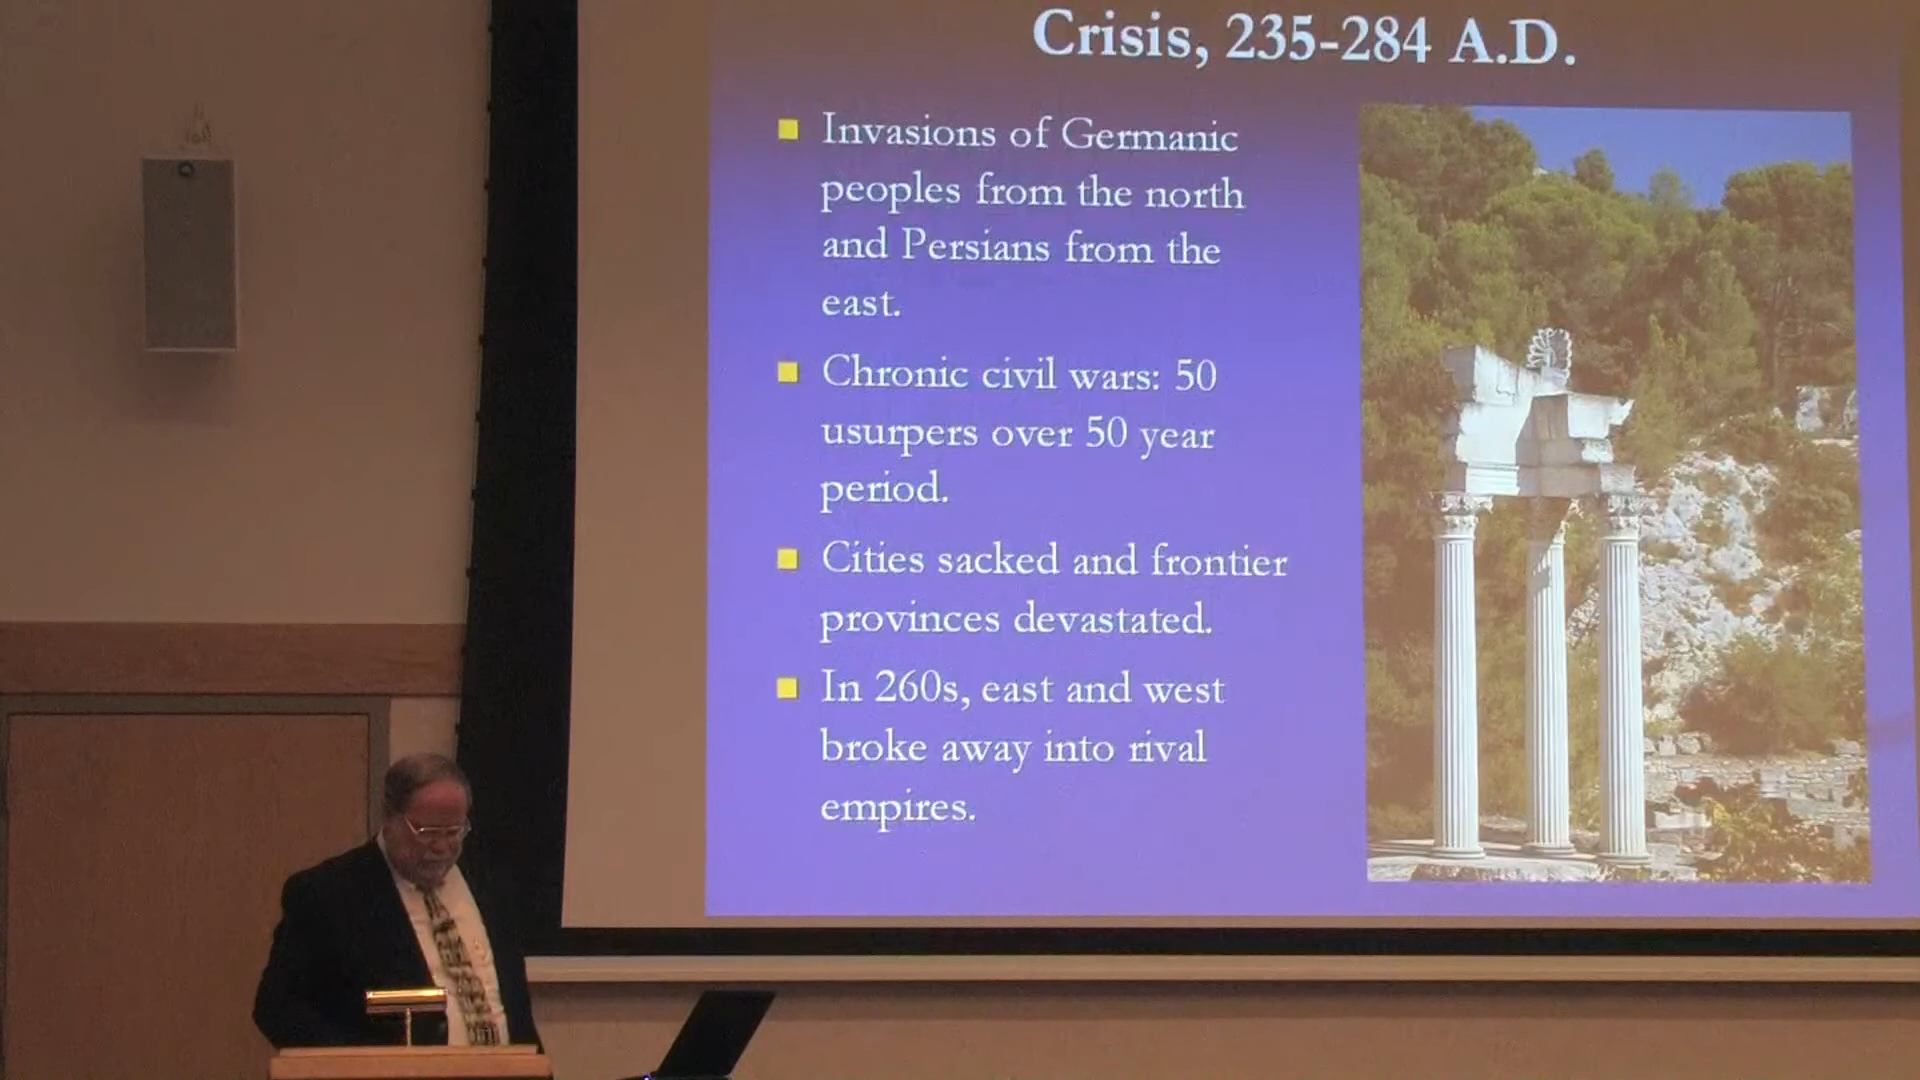 Crisis, 235-284 A.D.
Invasions of Germanic
peoples from the north
and Persians from the
east.
Chronic civil wars: 50
usurpers over 50 year
period.
Cities sacked and frontier
provinces devastated.
In 260s, east and west
broke away into rival
empires.